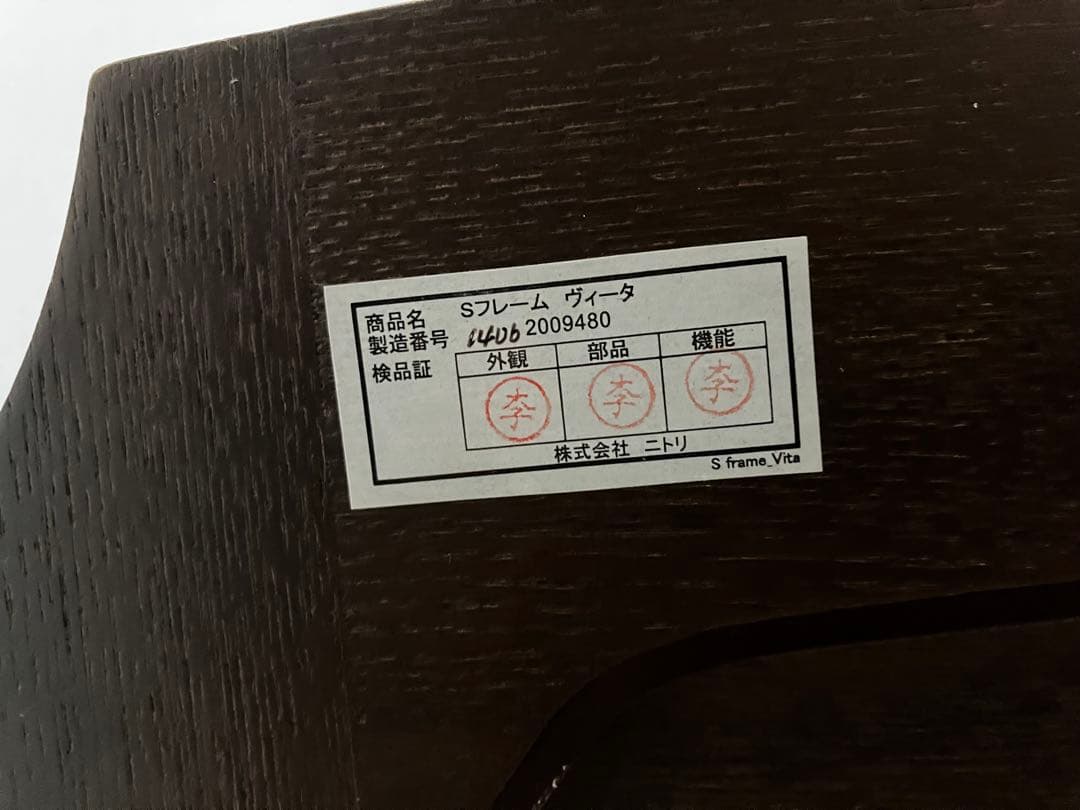 商品名 Sフレーム ヴィータ
製造番号 1406 2009480
検品証 外観 部品 機能
李 李 李
株式会社 ニトリ
S frame_Vita